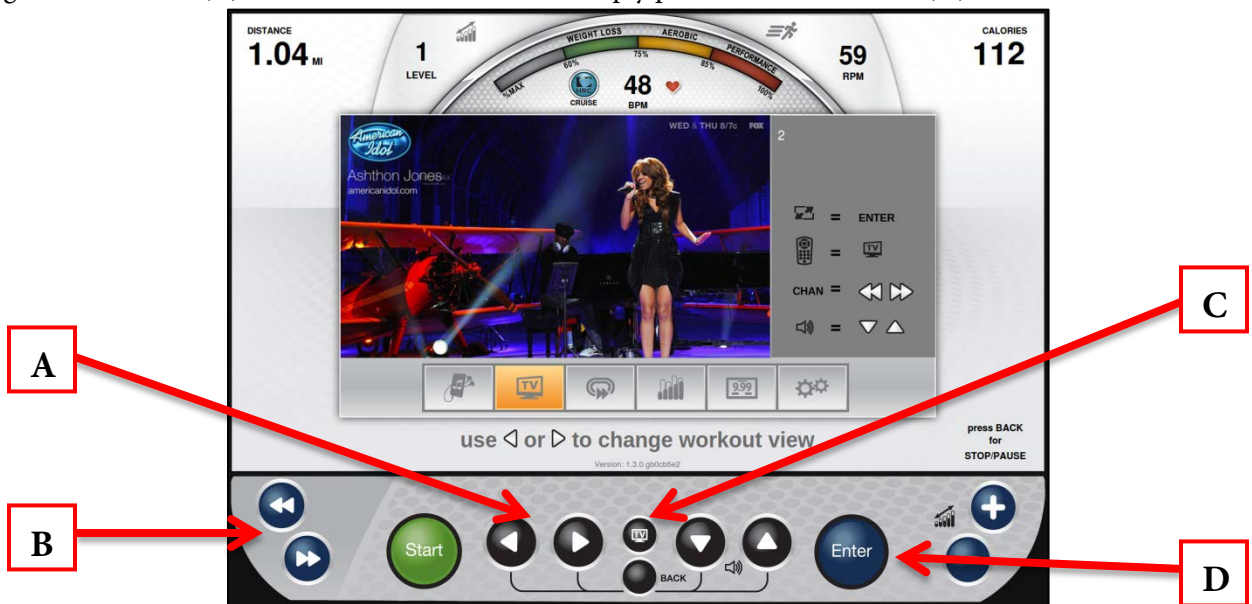 DISTANCE
1.04 MI
1
LEVEL
WEIGHT LOSS
AEROBIC
PERFORMANCE
%MAX
60%
75%
85%
100%
HRC
CRUISE
48
BPM
59
RPM
CALORIES
112
American
Idol
WED & THU 8/7c FOX
Ashthon Jones
americanidol.com
2
= ENTER
= TV
CHAN =
=
TV
9.99
use ◁ or ▷ to change workout view
Version: 1.3.0.gb0cb5e2
press BACK
for
STOP/PAUSE
A
B
C
D
Start
TV
BACK
Enter
+